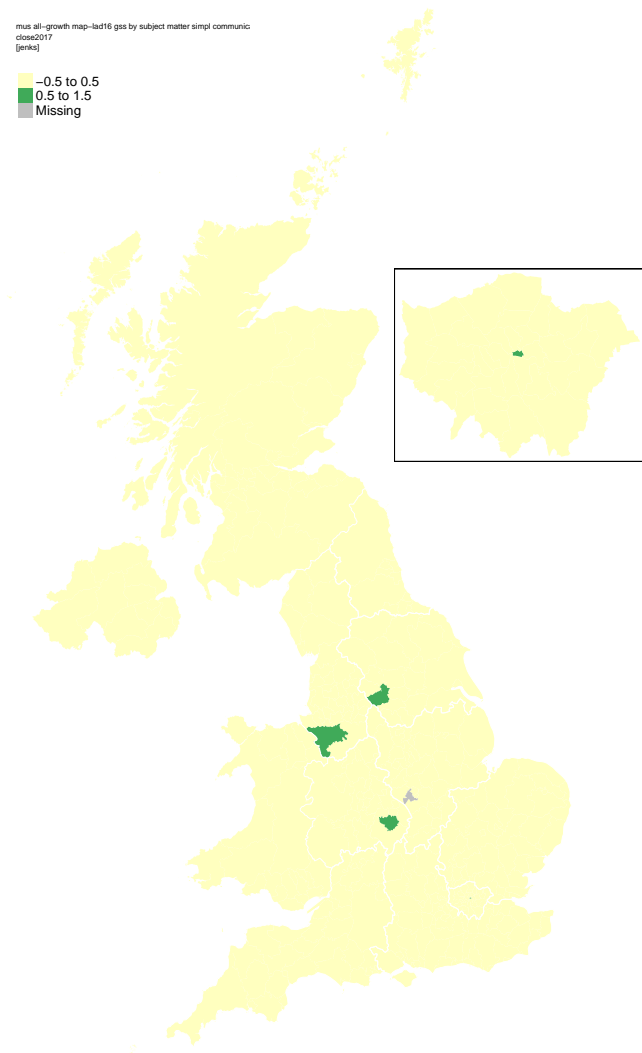 mus all–growth map–lad16 gss by subject matter simpl communic
close2017
[jenks]
−0.5 to 0.5
0.5 to 1.5
Missing